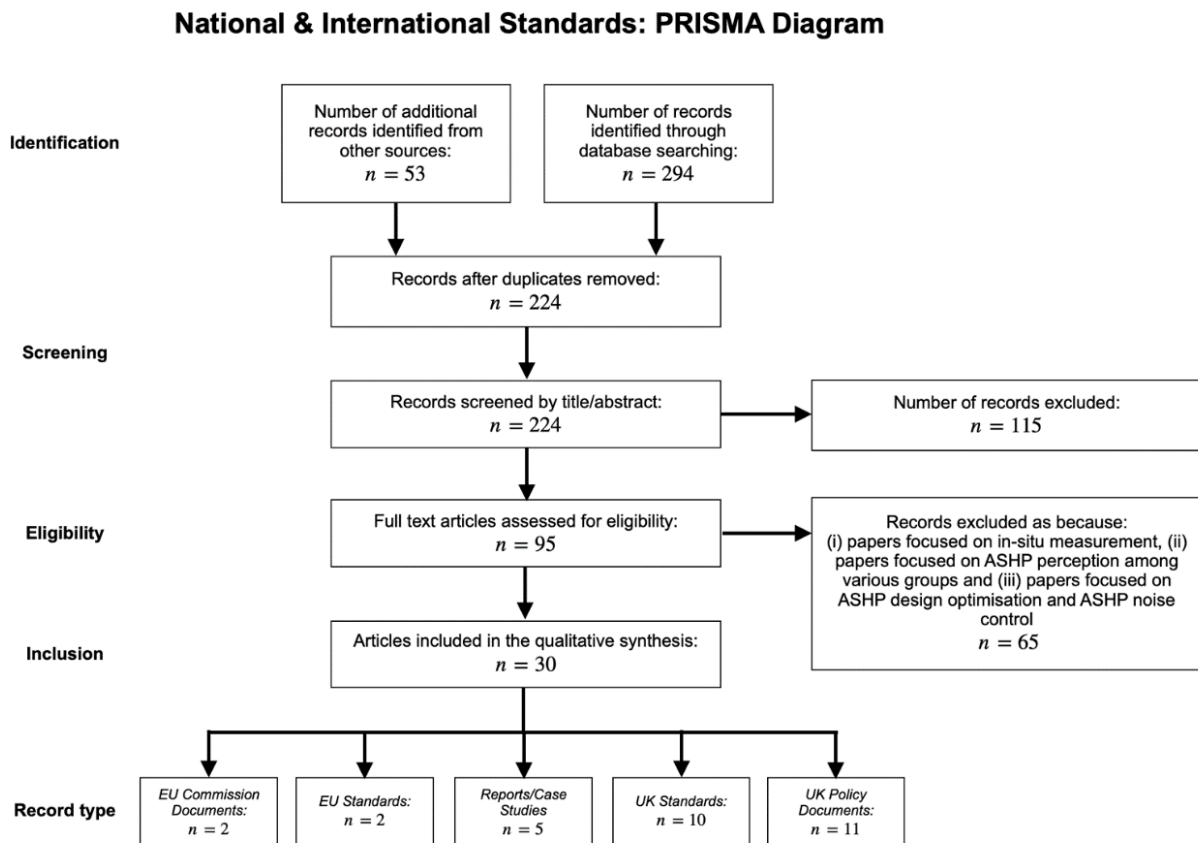 National & International Standards: PRISMA Diagram
Identification
Number of additional
records identified from
other sources:
n = 53
Number of records
identified through
database searching:
n = 294
Records after duplicates removed:
n = 224
Screening
Records screened by title/abstract:
n = 224
Number of records excluded:
n = 115
Eligibility
Full text articles assessed for eligibility:
n = 95
Records excluded as because:
(i) papers focused on in-situ measurement, (ii)
papers focused on ASHP perception among
various groups and (iii) papers focused on
ASHP design optimisation and ASHP noise
control
n = 65
Inclusion
Articles included in the qualitative synthesis:
n = 30
Record type
EU Commission
Documents:
n = 2
EU Standards:
n = 2
Reports/Case
Studies
n = 5
UK Standards:
n = 10
UK Policy
Documents:
n = 11